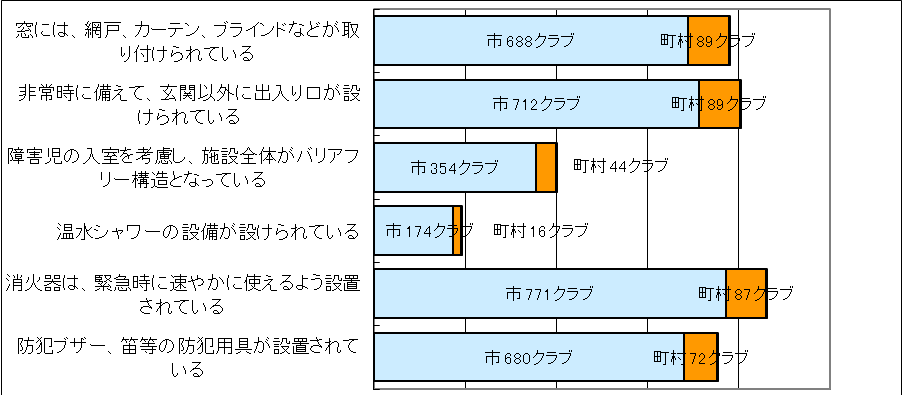 窓には、網戸、カーテン、ブラインドなどが取
り付けられている
市688クラブ
町村89クラブ
非常時に備えて、玄関以外に出入り口が設
けられている
市712クラブ
町村89クラブ
障害児の入室を考慮し、施設全体がバリアフ
リー構造となっている
市354クラブ
町村44クラブ
温水シャワーの設備が設けられている
市174クラブ
町村16クラブ
消火器は、緊急時に速やかに使えるよう設置
されている
市771クラブ
町村87クラブ
防犯ブザー、笛等の防犯用具が設置されて
いる
市680クラブ
町村72クラブ